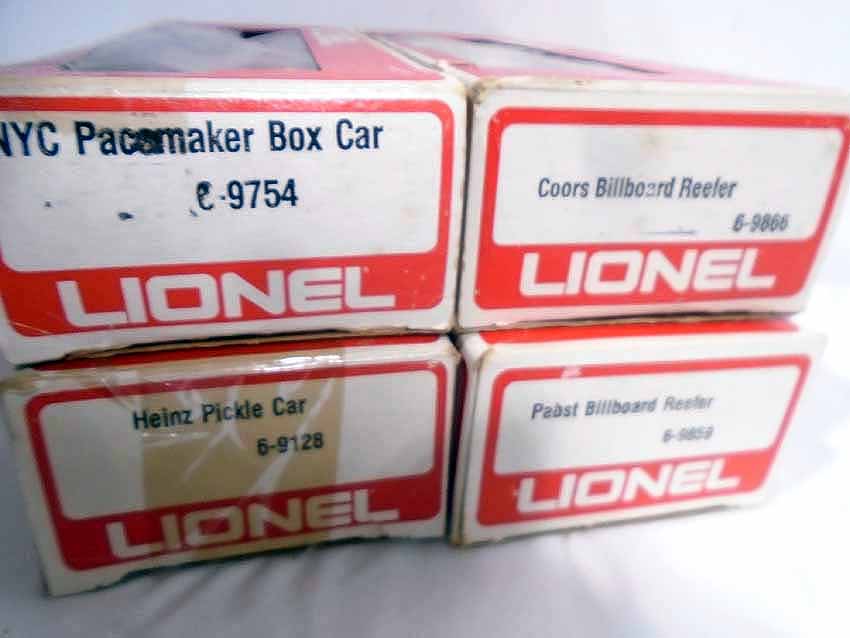 NYC Pacemaker Box Car
6-9754
LIONEL
Coors Billboard Reefer
6-9866
LIONEL
Heinz Pickle Car
6-9128
LIONEL
Pabst Billboard Reefer
6-9859
LIONEL